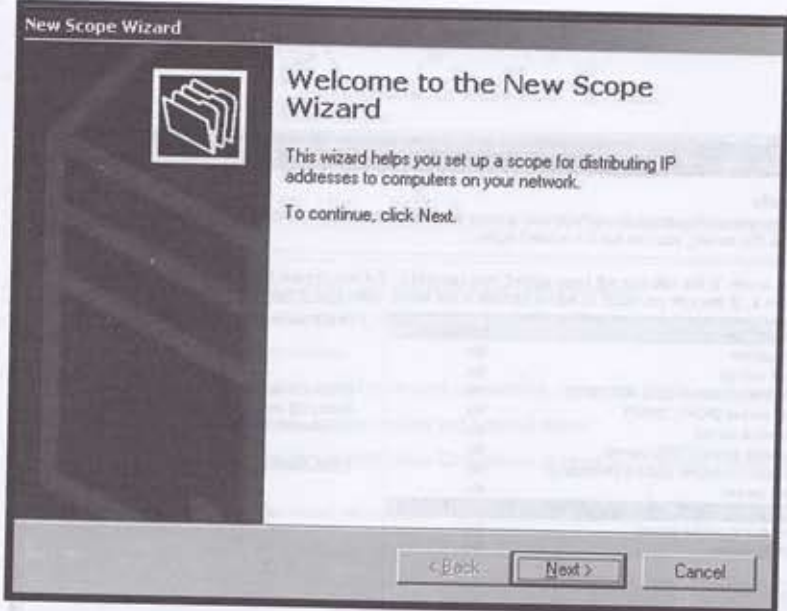 New Scope Wizard
Welcome to the New Scope
Wizard
This wizard helps you set up a scope for distributing IP
addresses to computers on your network.
To continue, click Next.
< Back
Next >
Cancel